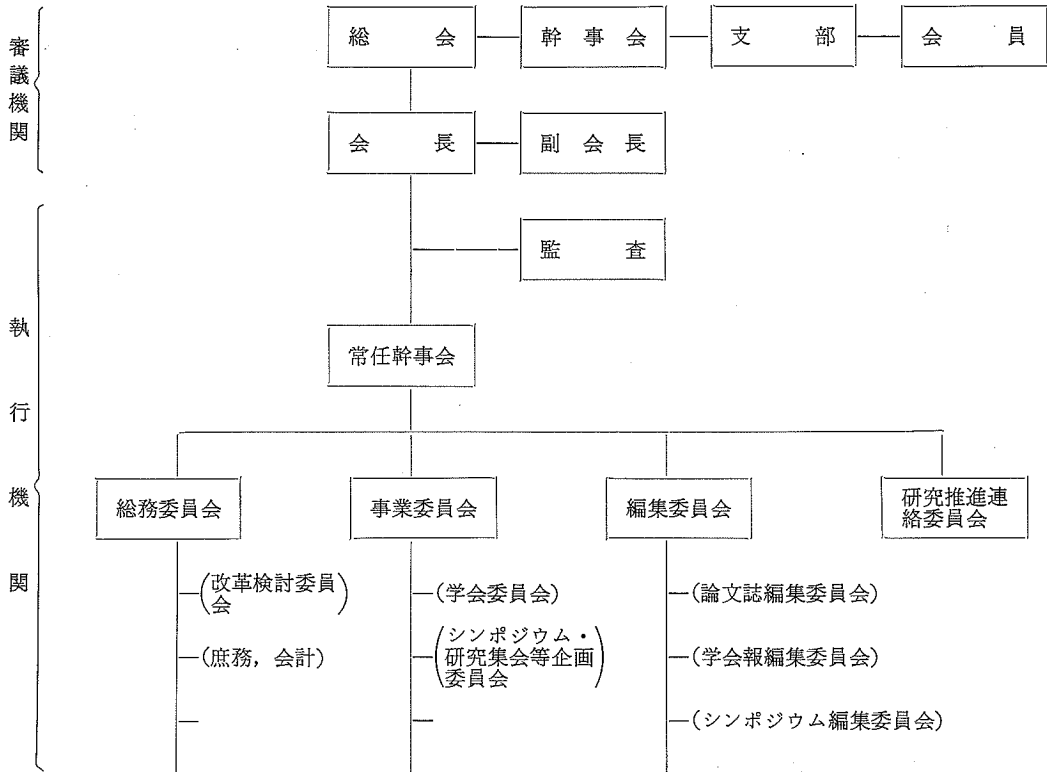 審議機関
総会
幹事会
支部
会員
会長
副会長
執行機関
監査
常任幹事会
総務委員会
事業委員会
編集委員会
研究推進連
絡委員会
(改革検討委員
会)
(庶務，会計)
(学会委員会)
(シンポジウム・
研究集会等企画
委員会)
(論文誌編集委員会)
(学会報編集委員会)
(シンポジウム編集委員会)